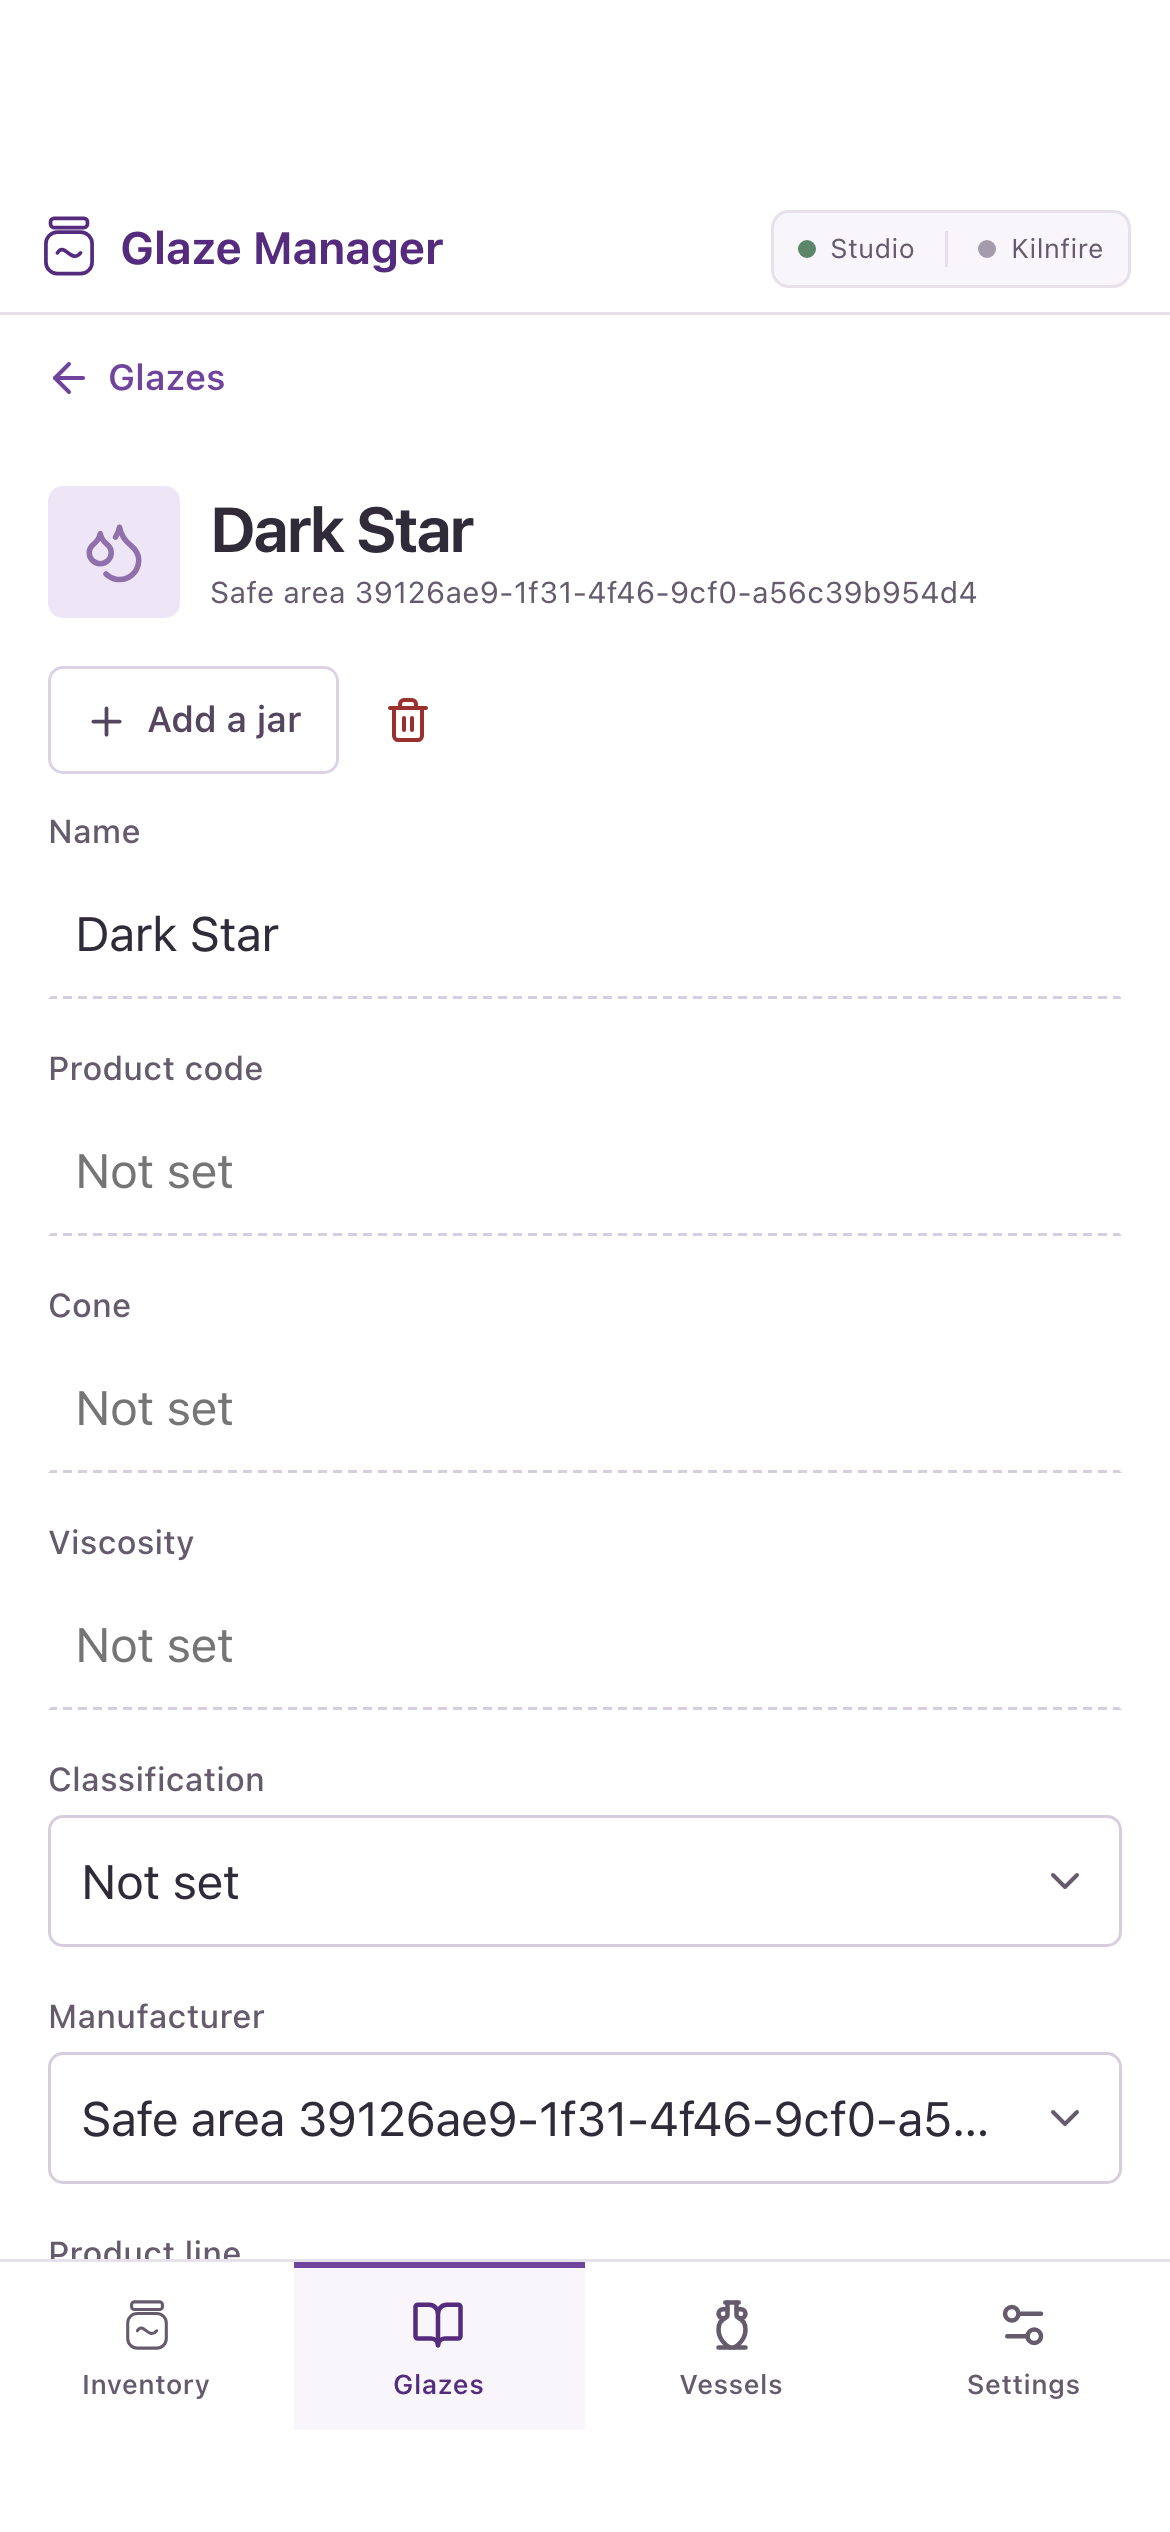 Glaze Manager
Studio
Kilnfire
Glazes
Dark Star
Safe area 39126ae9-1f31-4f46-9cf0-a56c39b954d4
Add a jar
Name
Dark Star
Product code
Not set
Cone
Not set
Viscosity
Not set
Classification
Not set
Manufacturer
Safe area 39126ae9-1f31-4f46-9cf0-a5...
Product line
Inventory
Glazes
Vessels
Settings